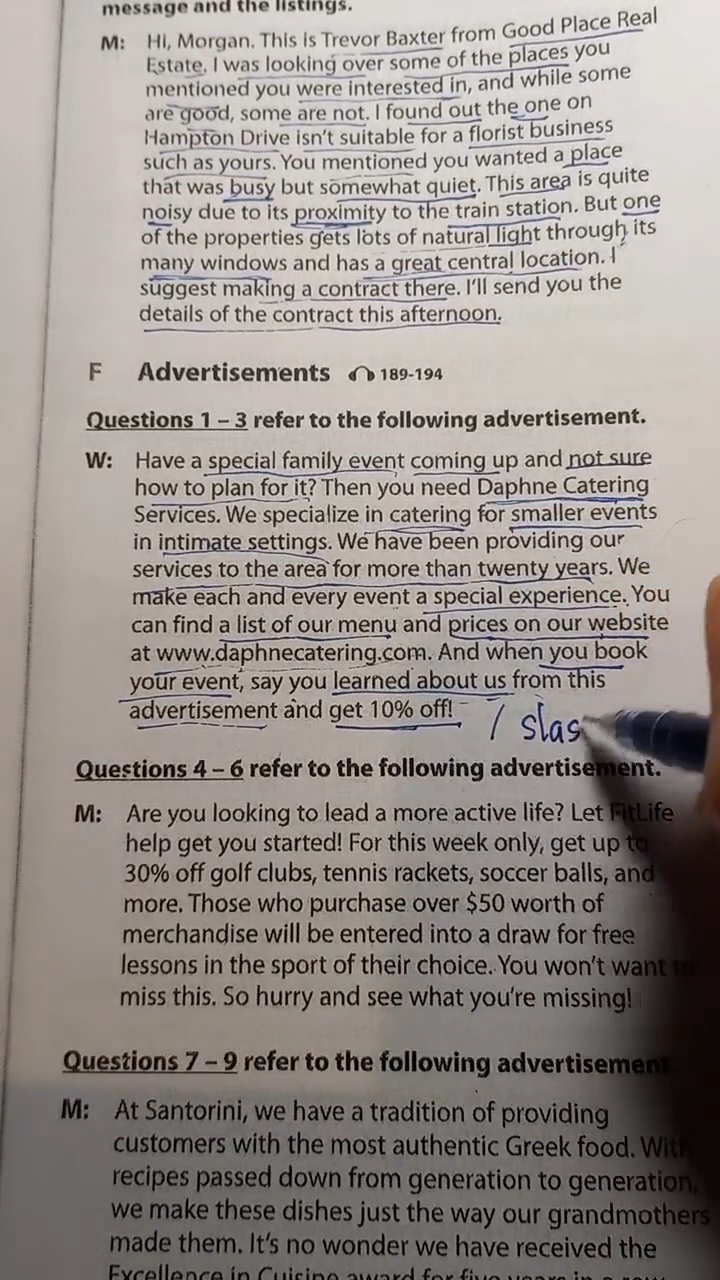 message and the listings.
M: Hi, Morgan. This is Trevor Baxter from Good Place Real
Estate. I was looking over some of the places you
mentioned you were interested in, and while some
are good, some are not. I found out the one on
Hampton Drive isn't suitable for a florist business
such as yours. You mentioned you wanted a place
that was busy but somewhat quiet. This area is quite
noisy due to its proximity to the train station. But one
of the properties gets lots of natural light through its
many windows and has a great central location. I
suggest making a contract there. I'll send you the
details of the contract this afternoon.
F Advertisements 189-194
Questions 1 – 3 refer to the following advertisement.
W: Have a special family event coming up and not sure
how to plan for it? Then you need Daphne Catering
Services. We specialize in catering for smaller events
in intimate settings. We have been providing our
services to the area for more than twenty years. We
make each and every event a special experience. You
can find a list of our menu and prices on our website
at www.daphnecatering.com. And when you book
your event, say you learned about us from this
advertisement and get 10% off!
/ slas
Questions 4 – 6 refer to the following advertisement.
M: Are you looking to lead a more active life? Let FitLife
help get you started! For this week only, get up to
30% off golf clubs, tennis rackets, soccer balls, and
more. Those who purchase over $50 worth of
merchandise will be entered into a draw for free
lessons in the sport of their choice. You won't want to
miss this. So hurry and see what you're missing!
Questions 7 – 9 refer to the following advertisement
M: At Santorini, we have a tradition of providing
customers with the most authentic Greek food. With
recipes passed down from generation to generation,
we make these dishes just the way our grandmothers
made them. It's no wonder we have received the
Excellence in Cuisine award for five years in a row